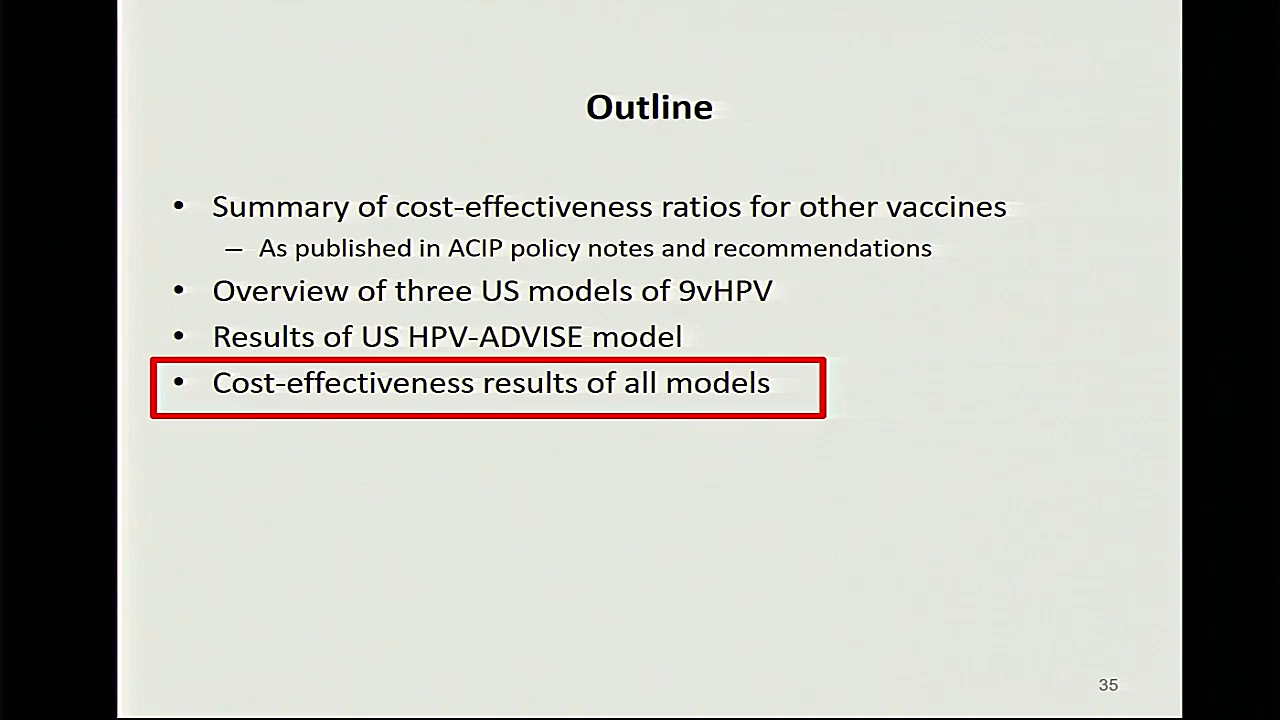 Outline
• Summary of cost-effectiveness ratios for other vaccines
– As published in ACIP policy notes and recommendations
• Overview of three US models of 9vHPV
• Results of US HPV-ADVISE model
• Cost-effectiveness results of all models
35